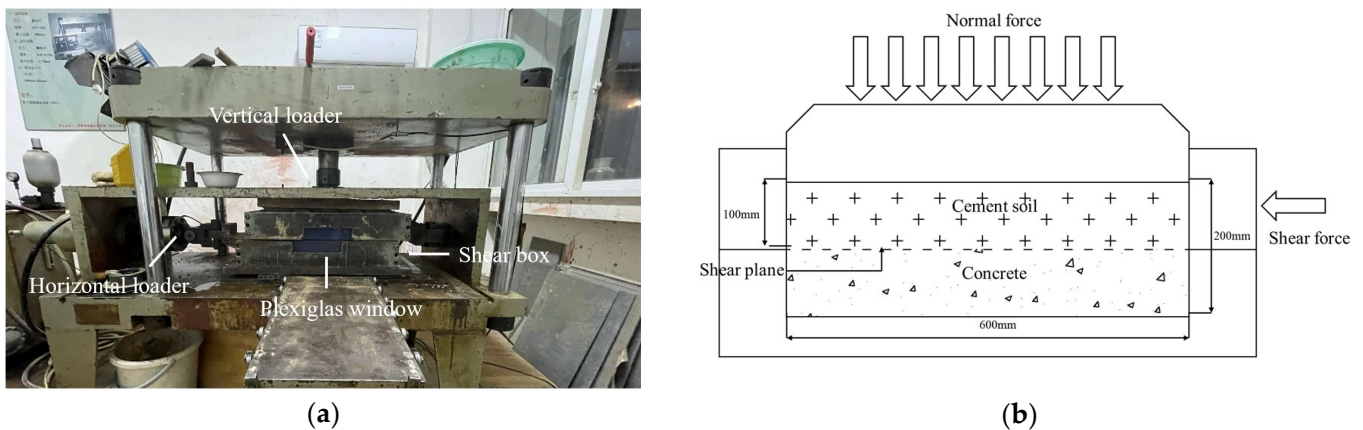 Vertical loader
Shear box
Horizontal loader
Plexiglas window
(a)
Normal force
100mm
Cement soil
200mm
Shear force
Shear plane
Concrete
600mm
(b)